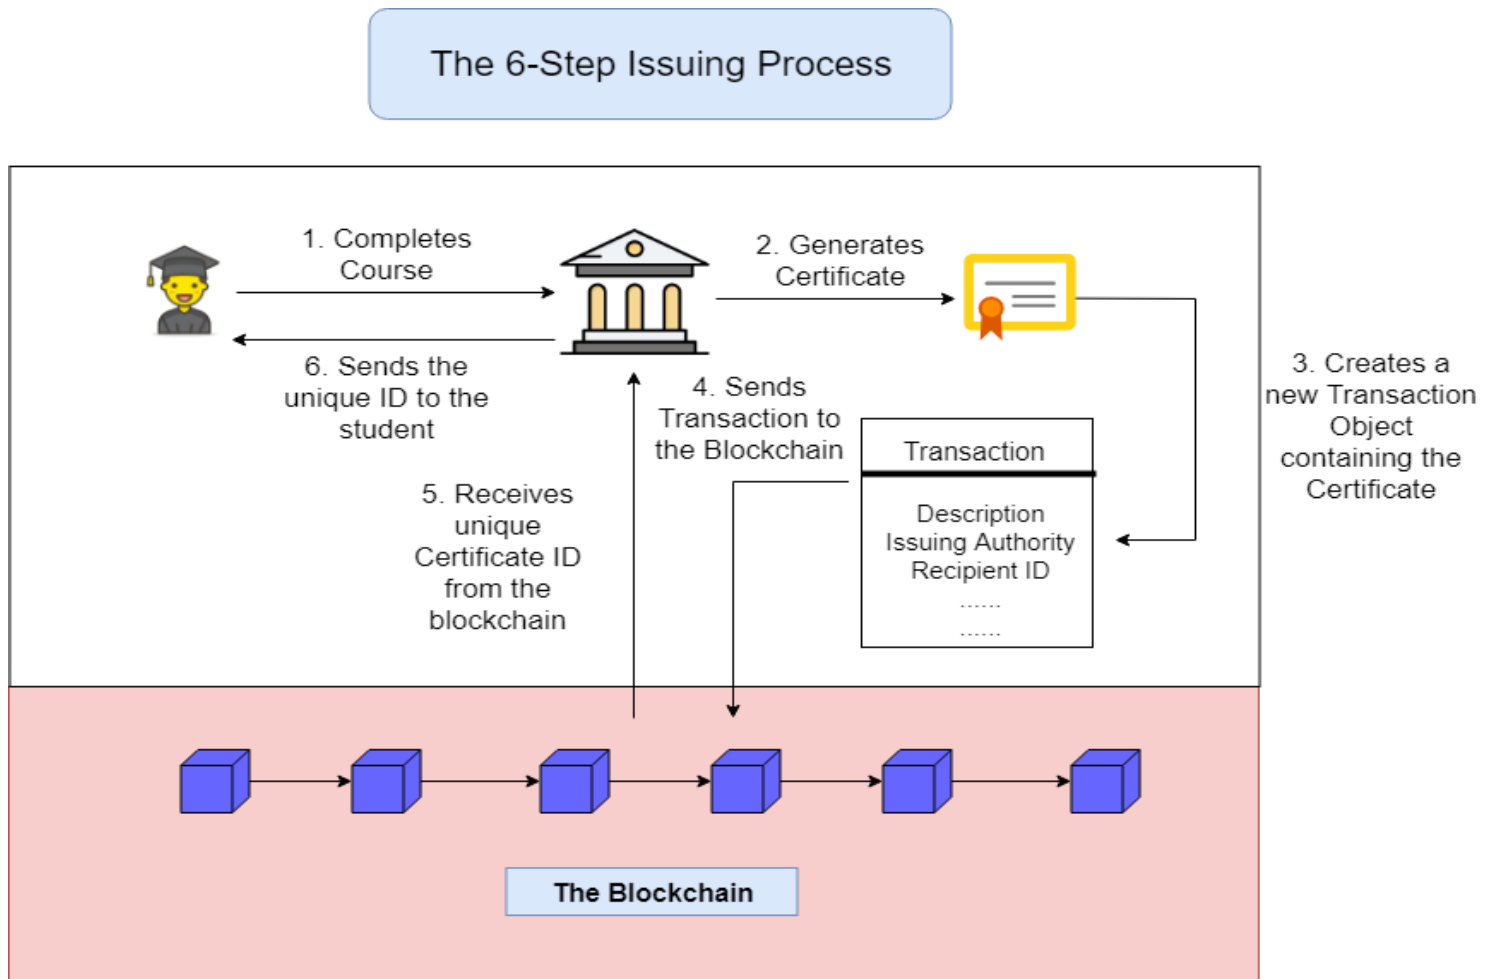 The 6-Step Issuing Process
1. Completes
Course
2. Generates
Certificate
3. Creates a
new Transaction
Object
containing the
Certificate
4. Sends
Transaction to
the Blockchain
Transaction
Description
Issuing Authority
Recipient ID
......
......
5. Receives
unique
Certificate ID
from the
blockchain
6. Sends the
unique ID to the
student
The Blockchain